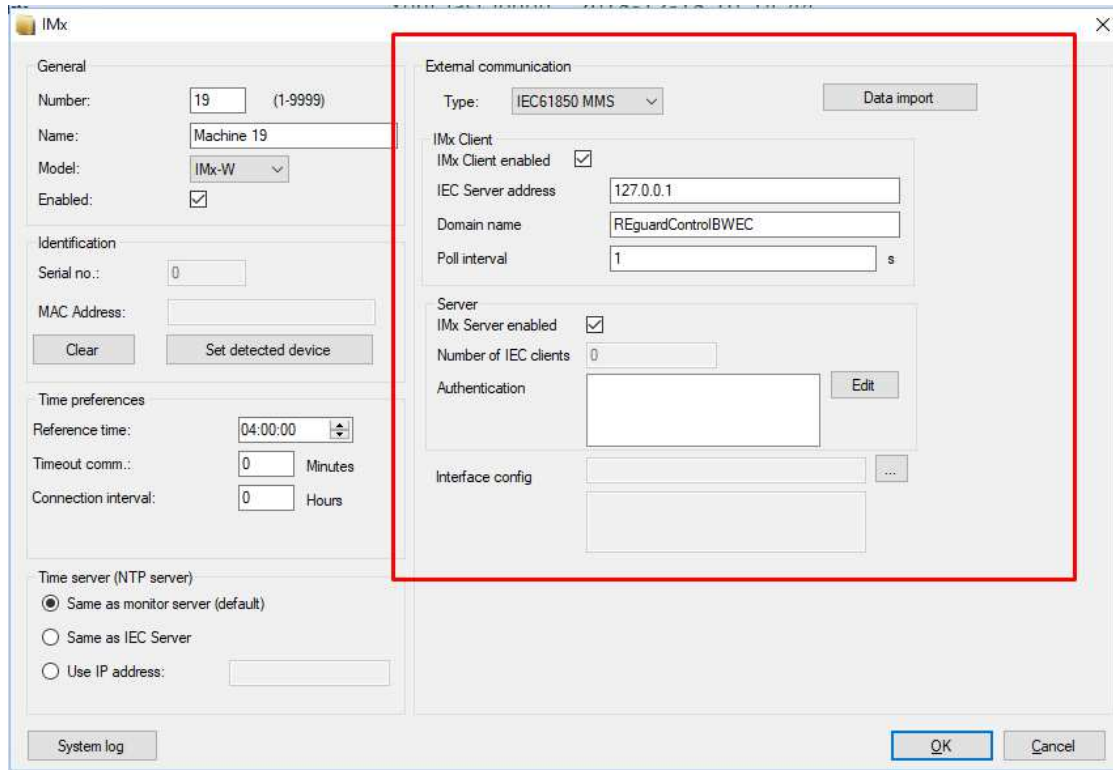 IMx
General
Number: 19 (1-9999)
Name: Machine 19
Model: IMx-W
Enabled:
Identification
Serial no.: 0
MAC Address:
Clear Set detected device
Time preferences
Reference time: 04:00:00
Timeout comm.: 0 Minutes
Connection interval: 0 Hours
Time server (NTP server)
Same as monitor server (default)
Same as IEC Server
Use IP address:
System log
External communication
Type: IEC61850 MMS Data import
IMx Client
IMx Client enabled
IEC Server address 127.0.0.1
Domain name REguardControlBWEC
Poll interval 1 s
Server
IMx Server enabled
Number of IEC clients 0
Authentication Edit
Interface config ...
OK Cancel